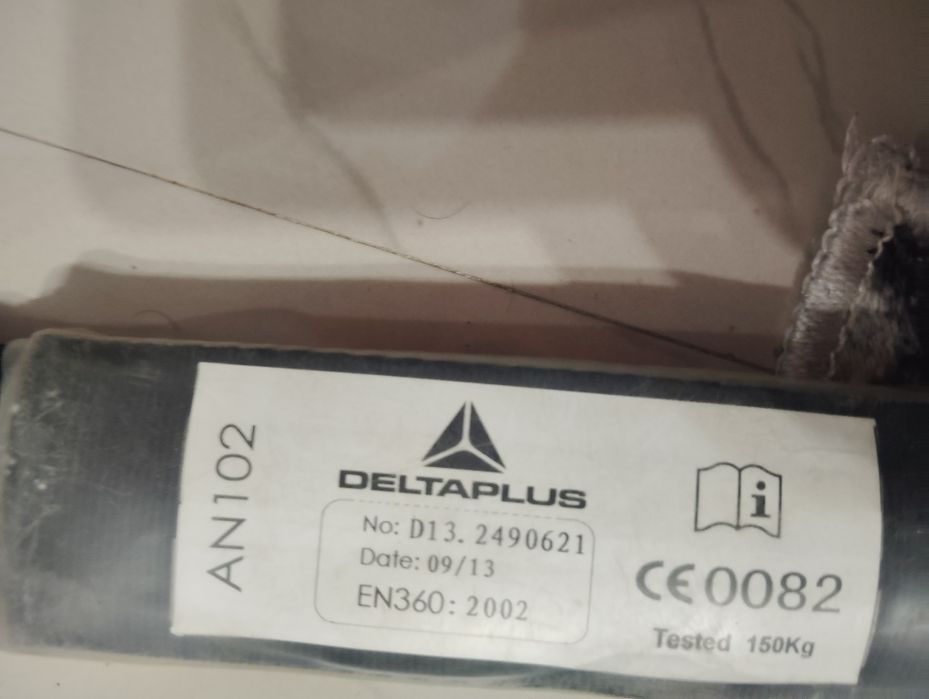 AN102
DELTAPLUS
No: D13. 2490621
Date: 09/13
EN360: 2002
i
CE0082
Tested 150Kg